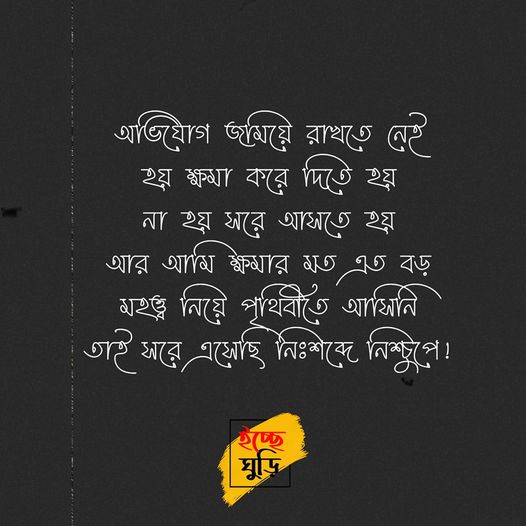 অভিযোগ জমিয়ে রাখতে নেই
হয় ক্ষমা করে দিতে হয়
না হয় সরে আসতে হয়
আর আমি ক্ষমার মত এত বড়
মহত্ত্ব নিয়ে পৃথিবীতে আসিনি
তাই সরে এসেছি নিঃশব্দে নিশ্চুপে!
ইচ্ছে
ঘুড়ি